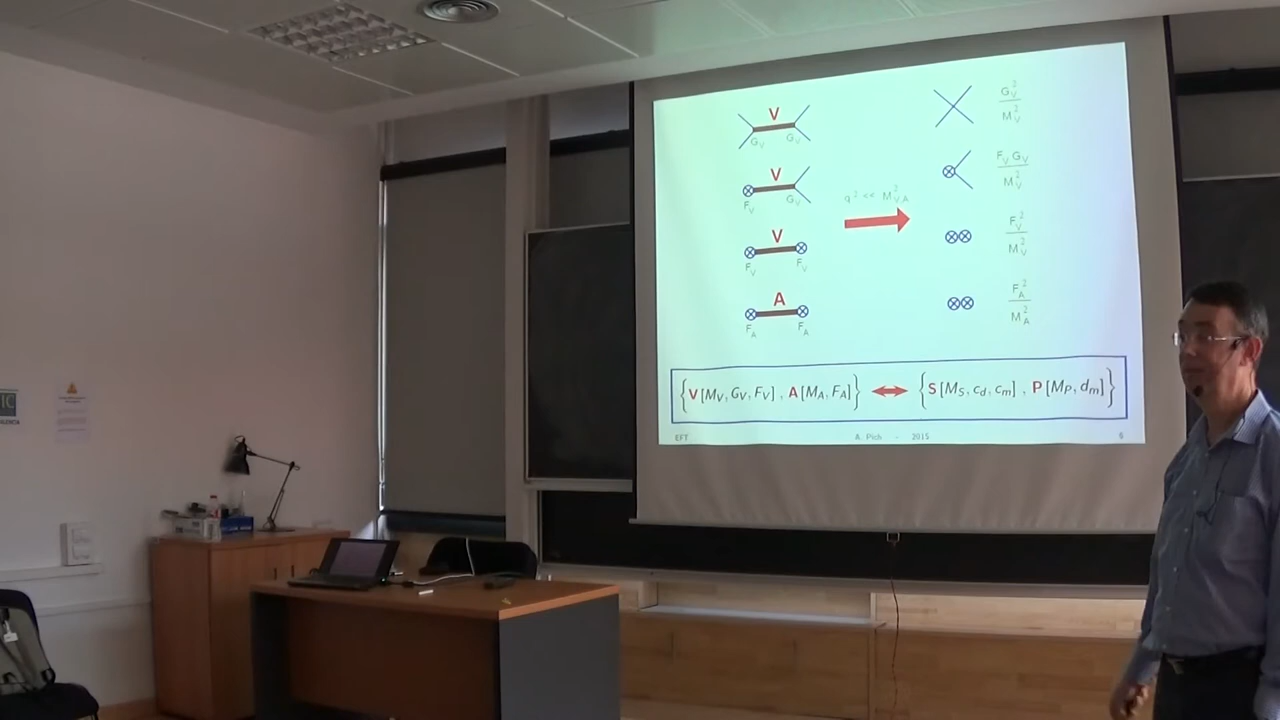 V
G_V G_V
G_V^2 / M_V^2
V
F_V G_V
F_V G_V / M_V^2
q^2 << M_{V,A}^2
V
F_V F_V
F_V^2 / M_V^2
A
F_A F_A
F_A^2 / M_A^2
{V[M_V, G_V, F_V] , A[M_A, F_A]} ↔ {S[M_S, c_d, c_m] , P[M_P, d_m]}
EFT A. Pich - 2015 6
IC